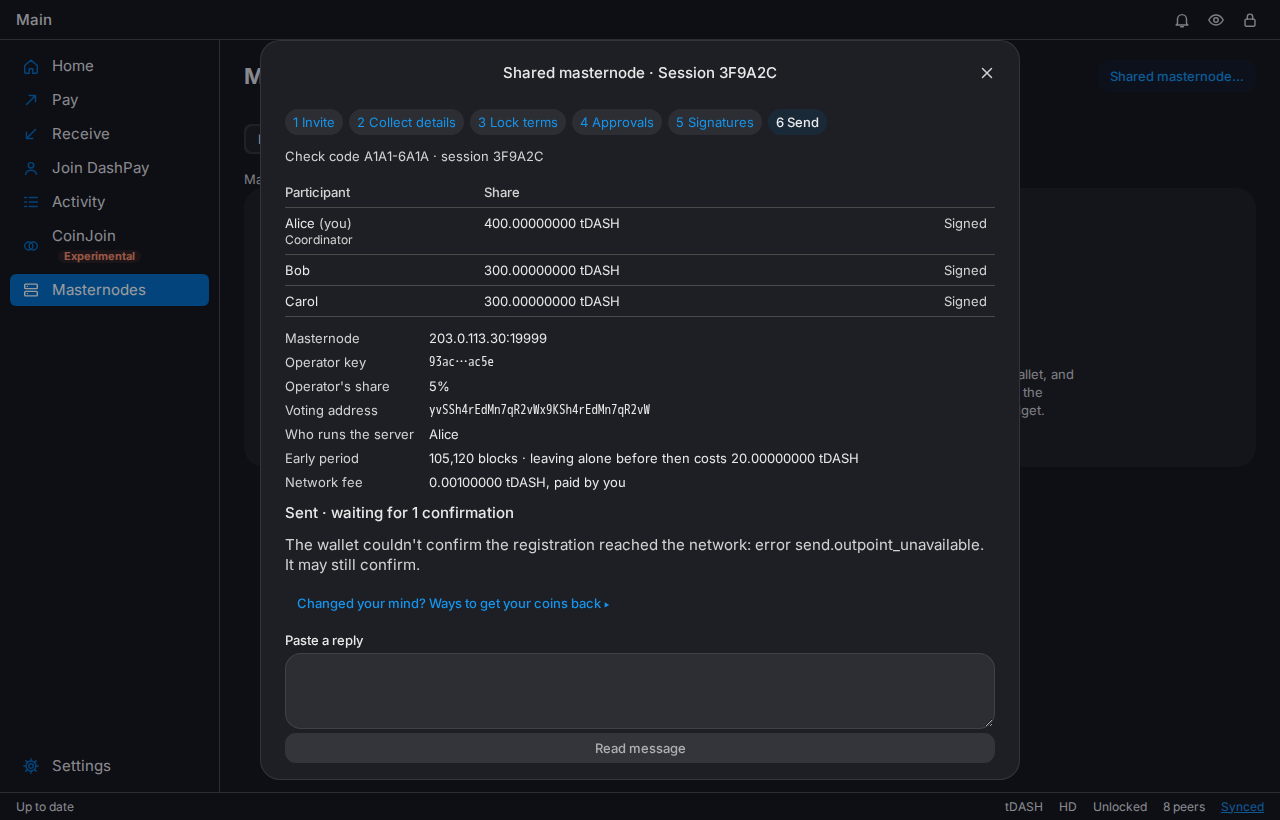 Main
Home
Pay
Receive
Join DashPay
Activity
CoinJoin
Experimental
Masternodes
Settings
Shared masternode...
Shared masternode · Session 3F9A2C
1 Invite
2 Collect details
3 Lock terms
4 Approvals
5 Signatures
6 Send
Check code A1A1-6A1A · session 3F9A2C
Participant Share
Alice (you) 400.00000000 tDASH Signed
Coordinator
Bob 300.00000000 tDASH
Carol 300.00000000 tDASH Signed
Signed
Masternode 203.0.113.30:19999
Operator key 93ac···ac5e
Operator's share 5%
Voting address yvSSh4rEdMn7qR2vWx9KSh4rEdMn7qR2vW
Who runs the server Alice
Early period 105,120 blocks · leaving alone before then costs 20.00000000 tDASH
Network fee 0.00100000 tDASH, paid by you
Sent · waiting for 1 confirmation
The wallet couldn't confirm the registration reached the network: error send.outpoint_unavailable.
It may still confirm.
Changed your mind? Ways to get your coins back ▸
Paste a reply
Read message
allet, and
the
lget.
Up to date
tDASH HD Unlocked 8 peers Synced